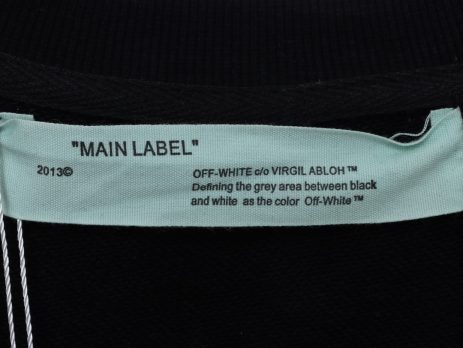 "MAIN LABEL"
2013©
OFF-WHITE c/o VIRGIL ABLOH™
Defining the grey area between black
and white as the color Off-White™